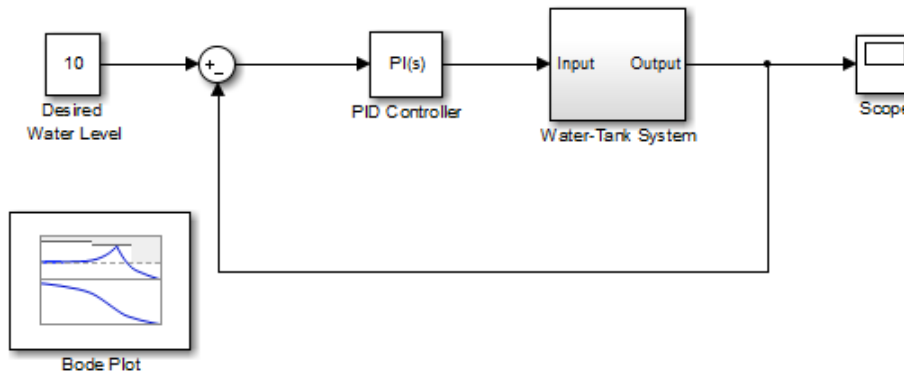 10
PI(s)
Input Output
Desired
Water Level
PID Controller
Water-Tank System
Scope
Bode Plot